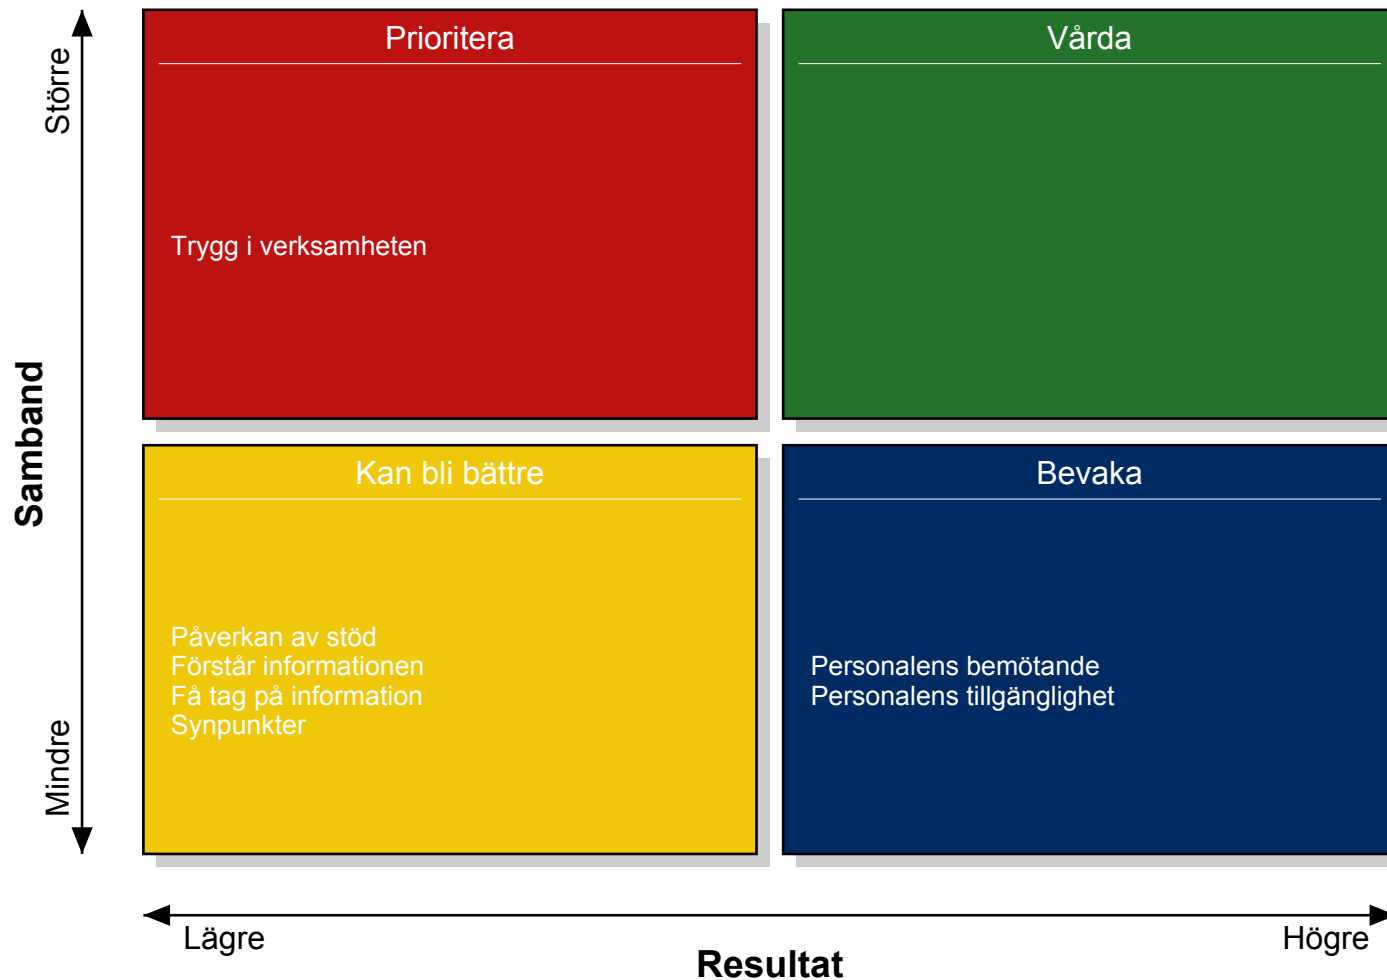 Prioritera
Vårda
Större
Trygg i verksamheten
Samband
Kan bli bättre
Bevaka
Påverkan av stöd
Förstår informationen
Få tag på information
Synpunkter
Personalens bemötande
Personalens tillgänglighet
Mindre
Lägre
Högre
Resultat